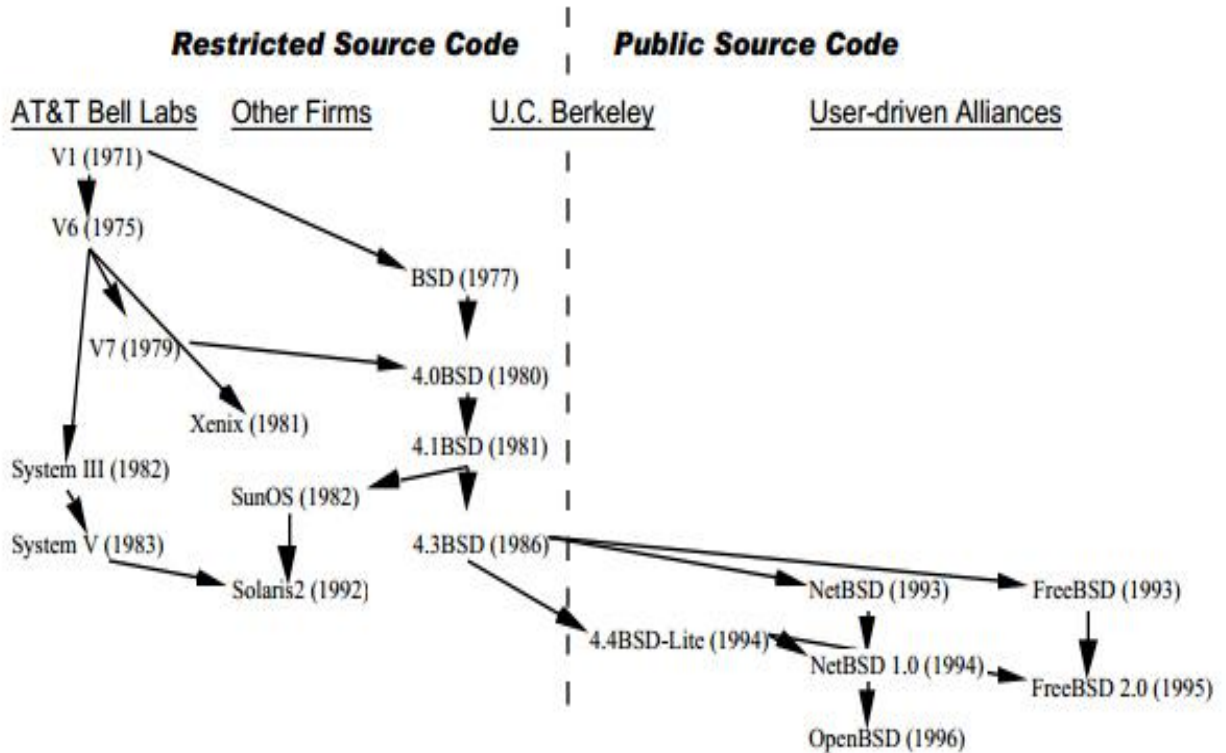 Restricted Source Code Public Source Code
AT&T Bell Labs Other Firms U.C. Berkeley User-driven Alliances
V1 (1971)
V6 (1975)
BSD (1977)
V7 (1979)
4.0BSD (1980)
Xenix (1981)
4.1BSD (1981)
System III (1982)
SunOS (1982)
System V (1983)
4.3BSD (1986)
Solaris2 (1992)
NetBSD (1993)
FreeBSD (1993)
4.4BSD-Lite (1994)
NetBSD 1.0 (1994)
FreeBSD 2.0 (1995)
OpenBSD (1996)